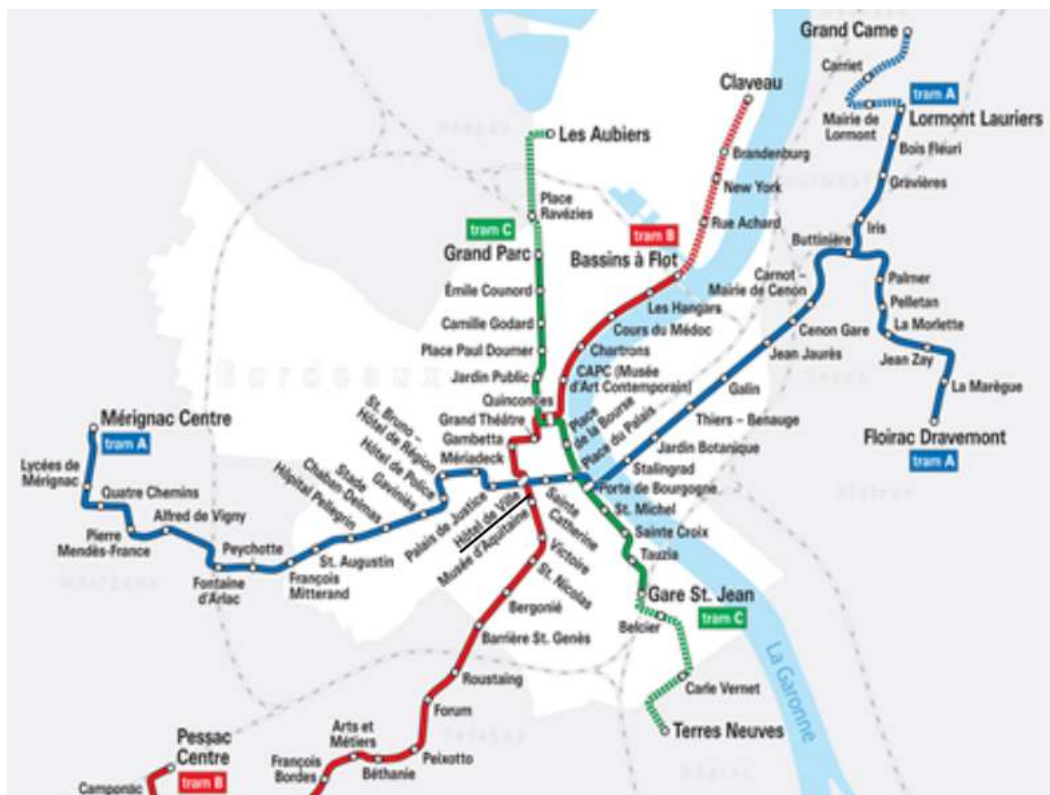 Grand Came
Carriet
tram A
Mairie de
Lormont
Lormont Lauriers
Bois Fleuri
Gravières
Iris
Buttinière
Claveau
Brandenburg
New York
Rue Achard
tram B
Bassins à Flot
Les Hangars
Cours du Médoc
Chartrons
CAPC (Musée
d'Art Contemporain)
Les Aubiers
Place
Ravézies
tram C
Grand Parc
Émile Counord
Camille Godard
Place Paul Doumer
Jardin Public
Quinconces
Grand Théâtre
Gambetta
Mériadeck
Carnot –
Mairie de Cenon
Palmer
Pelletan
La Morlette
Cenon Gare
Jean Zay
Jean Jaurès
La Marègue
Galin
Floirac Dravemont
tram A
Thiers – Benauge
Jardin Botanique
Stalingrad
Porte de Bourgogne
Place
de la Bourse
Place du Palais
Bordeaux
Mérignac Centre
tram A
Lycées de
Mérignac
Quatre Chemins
Pierre
Mendès-France
Alfred de Vigny
Peychotte
Fontaine
d'Arlac
François
Mitterrand
St. Augustin
Hôpital Pellegrin
Stade
Chaban-Delmas
Gaviniès
Hôtel de Police
St. Bruno –
Hôtel de Région
Palais de Justice
Hôtel de Ville
Musée d'Aquitaine
Sainte
Catherine
Victoire
St. Nicolas
Bergonié
Barrière St. Genès
Roustaing
Forum
Peixotto
Béthanie
Arts et
Métiers
François
Bordes
Pessac
Centre
tram B
Camponac
St. Michel
Sainte Croix
Tauzia
Gare St. Jean
tram C
Belcier
Carle Vernet
Terres Neuves
La Garonne